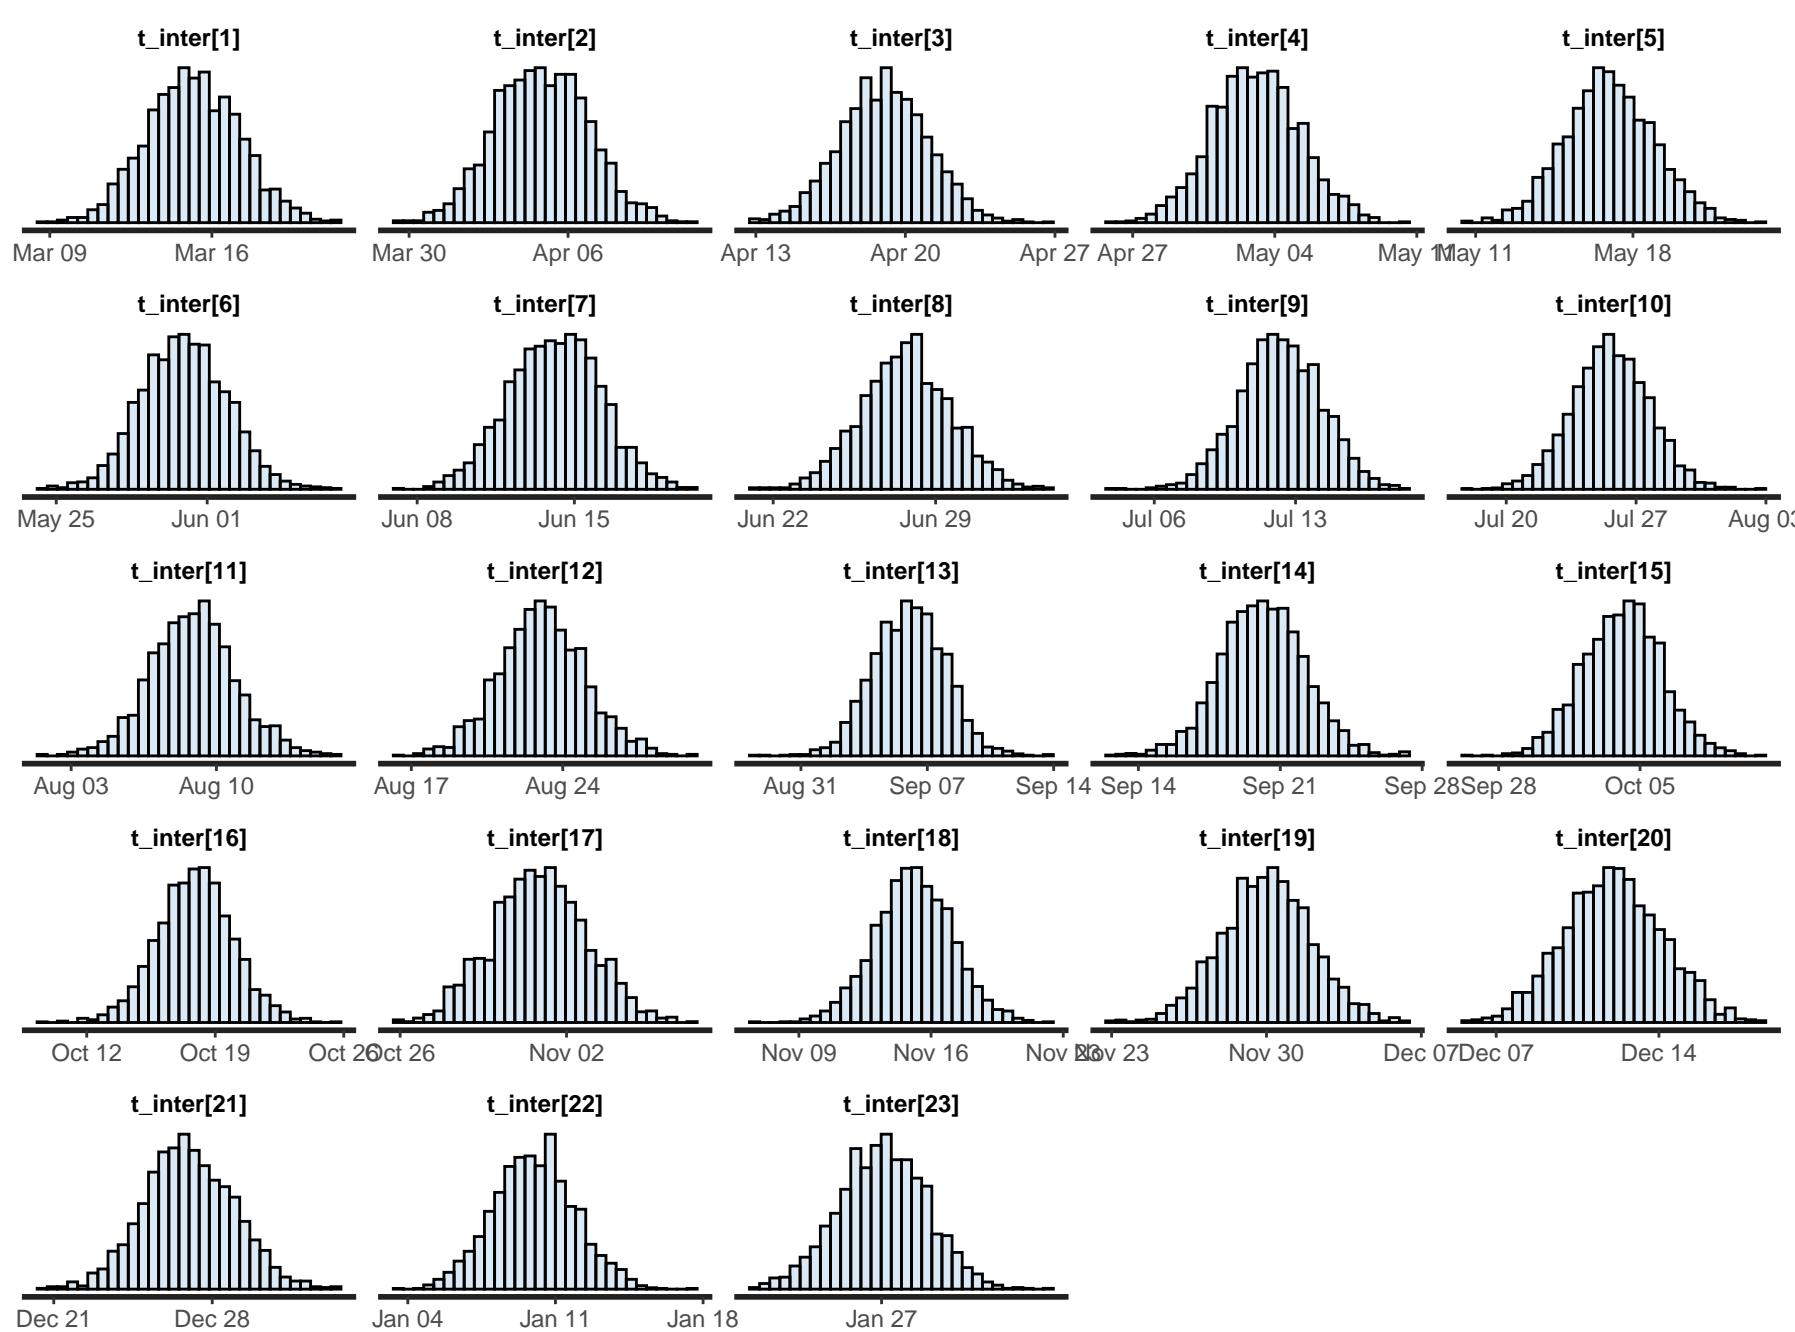 t_inter[1] t_inter[2] t_inter[3] t_inter[4] t_inter[5]
Mar 09 Mar 16 Mar 30 Apr 06 Apr 13 Apr 20 Apr 27 Apr 27 May 04 May 11 May 11 May 18
t_inter[6] t_inter[7] t_inter[8] t_inter[9] t_inter[10]
May 25 Jun 01 Jun 08 Jun 15 Jun 22 Jun 29 Jul 06 Jul 13 Jul 20 Jul 27 Aug 03
t_inter[11] t_inter[12] t_inter[13] t_inter[14] t_inter[15]
Aug 03 Aug 10 Aug 17 Aug 24 Aug 31 Sep 07 Sep 14 Sep 14 Sep 21 Sep 28 Sep 28 Oct 05
t_inter[16] t_inter[17] t_inter[18] t_inter[19] t_inter[20]
Oct 12 Oct 19 Oct 26 Oct 26 Nov 02 Nov 09 Nov 16 Nov 23 Nov 23 Nov 30 Dec 07 Dec 07 Dec 14
t_inter[21] t_inter[22] t_inter[23]
Dec 21 Dec 28 Jan 04 Jan 11 Jan 18 Jan 27